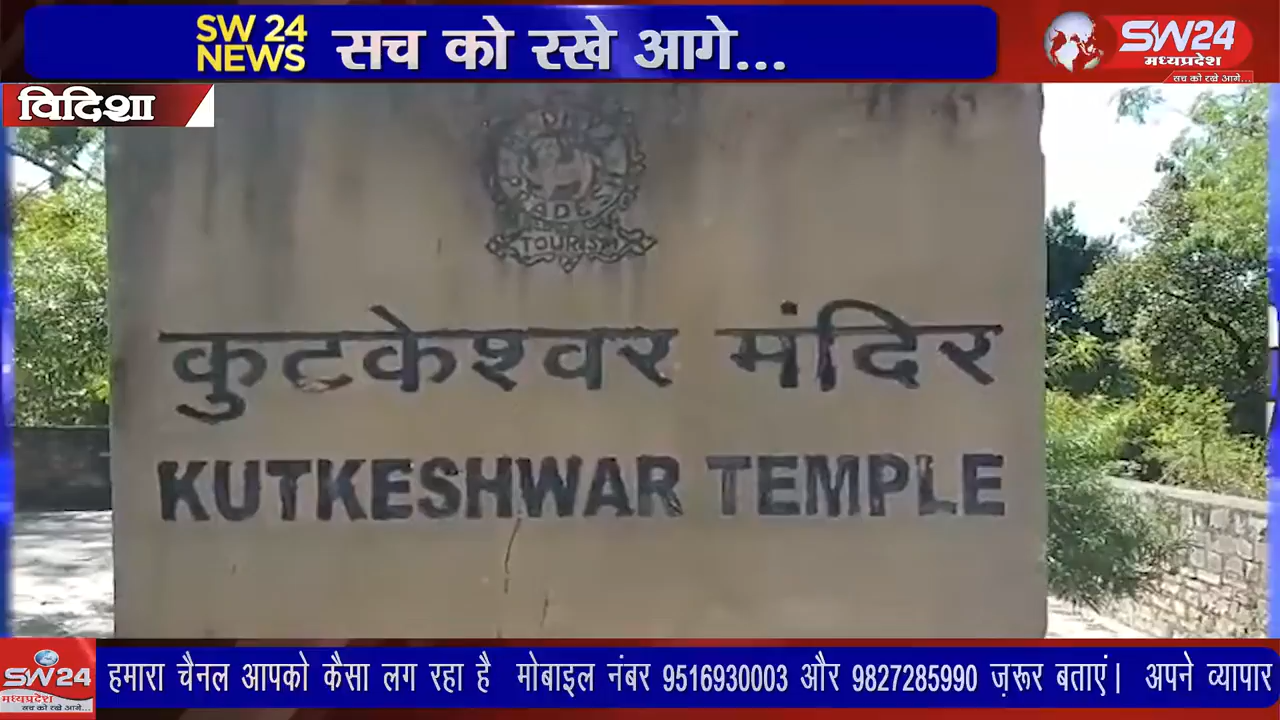 SW 24
NEWS
सच को रखे आगे...
SW24
मध्यप्रदेश
सच को रखे आगे...
विदिशा
TOURISM
कुटकेश्वर मंदिर
KUTKESHWAR TEMPLE
SW24
मध्यप्रदेश
सच को रखे आगे...
हमारा चैनल आपको कैसा लग रहा है मोबाइल नंबर 9516930003 और 9827285990 ज़रूर बताएं। अपने व्यापार